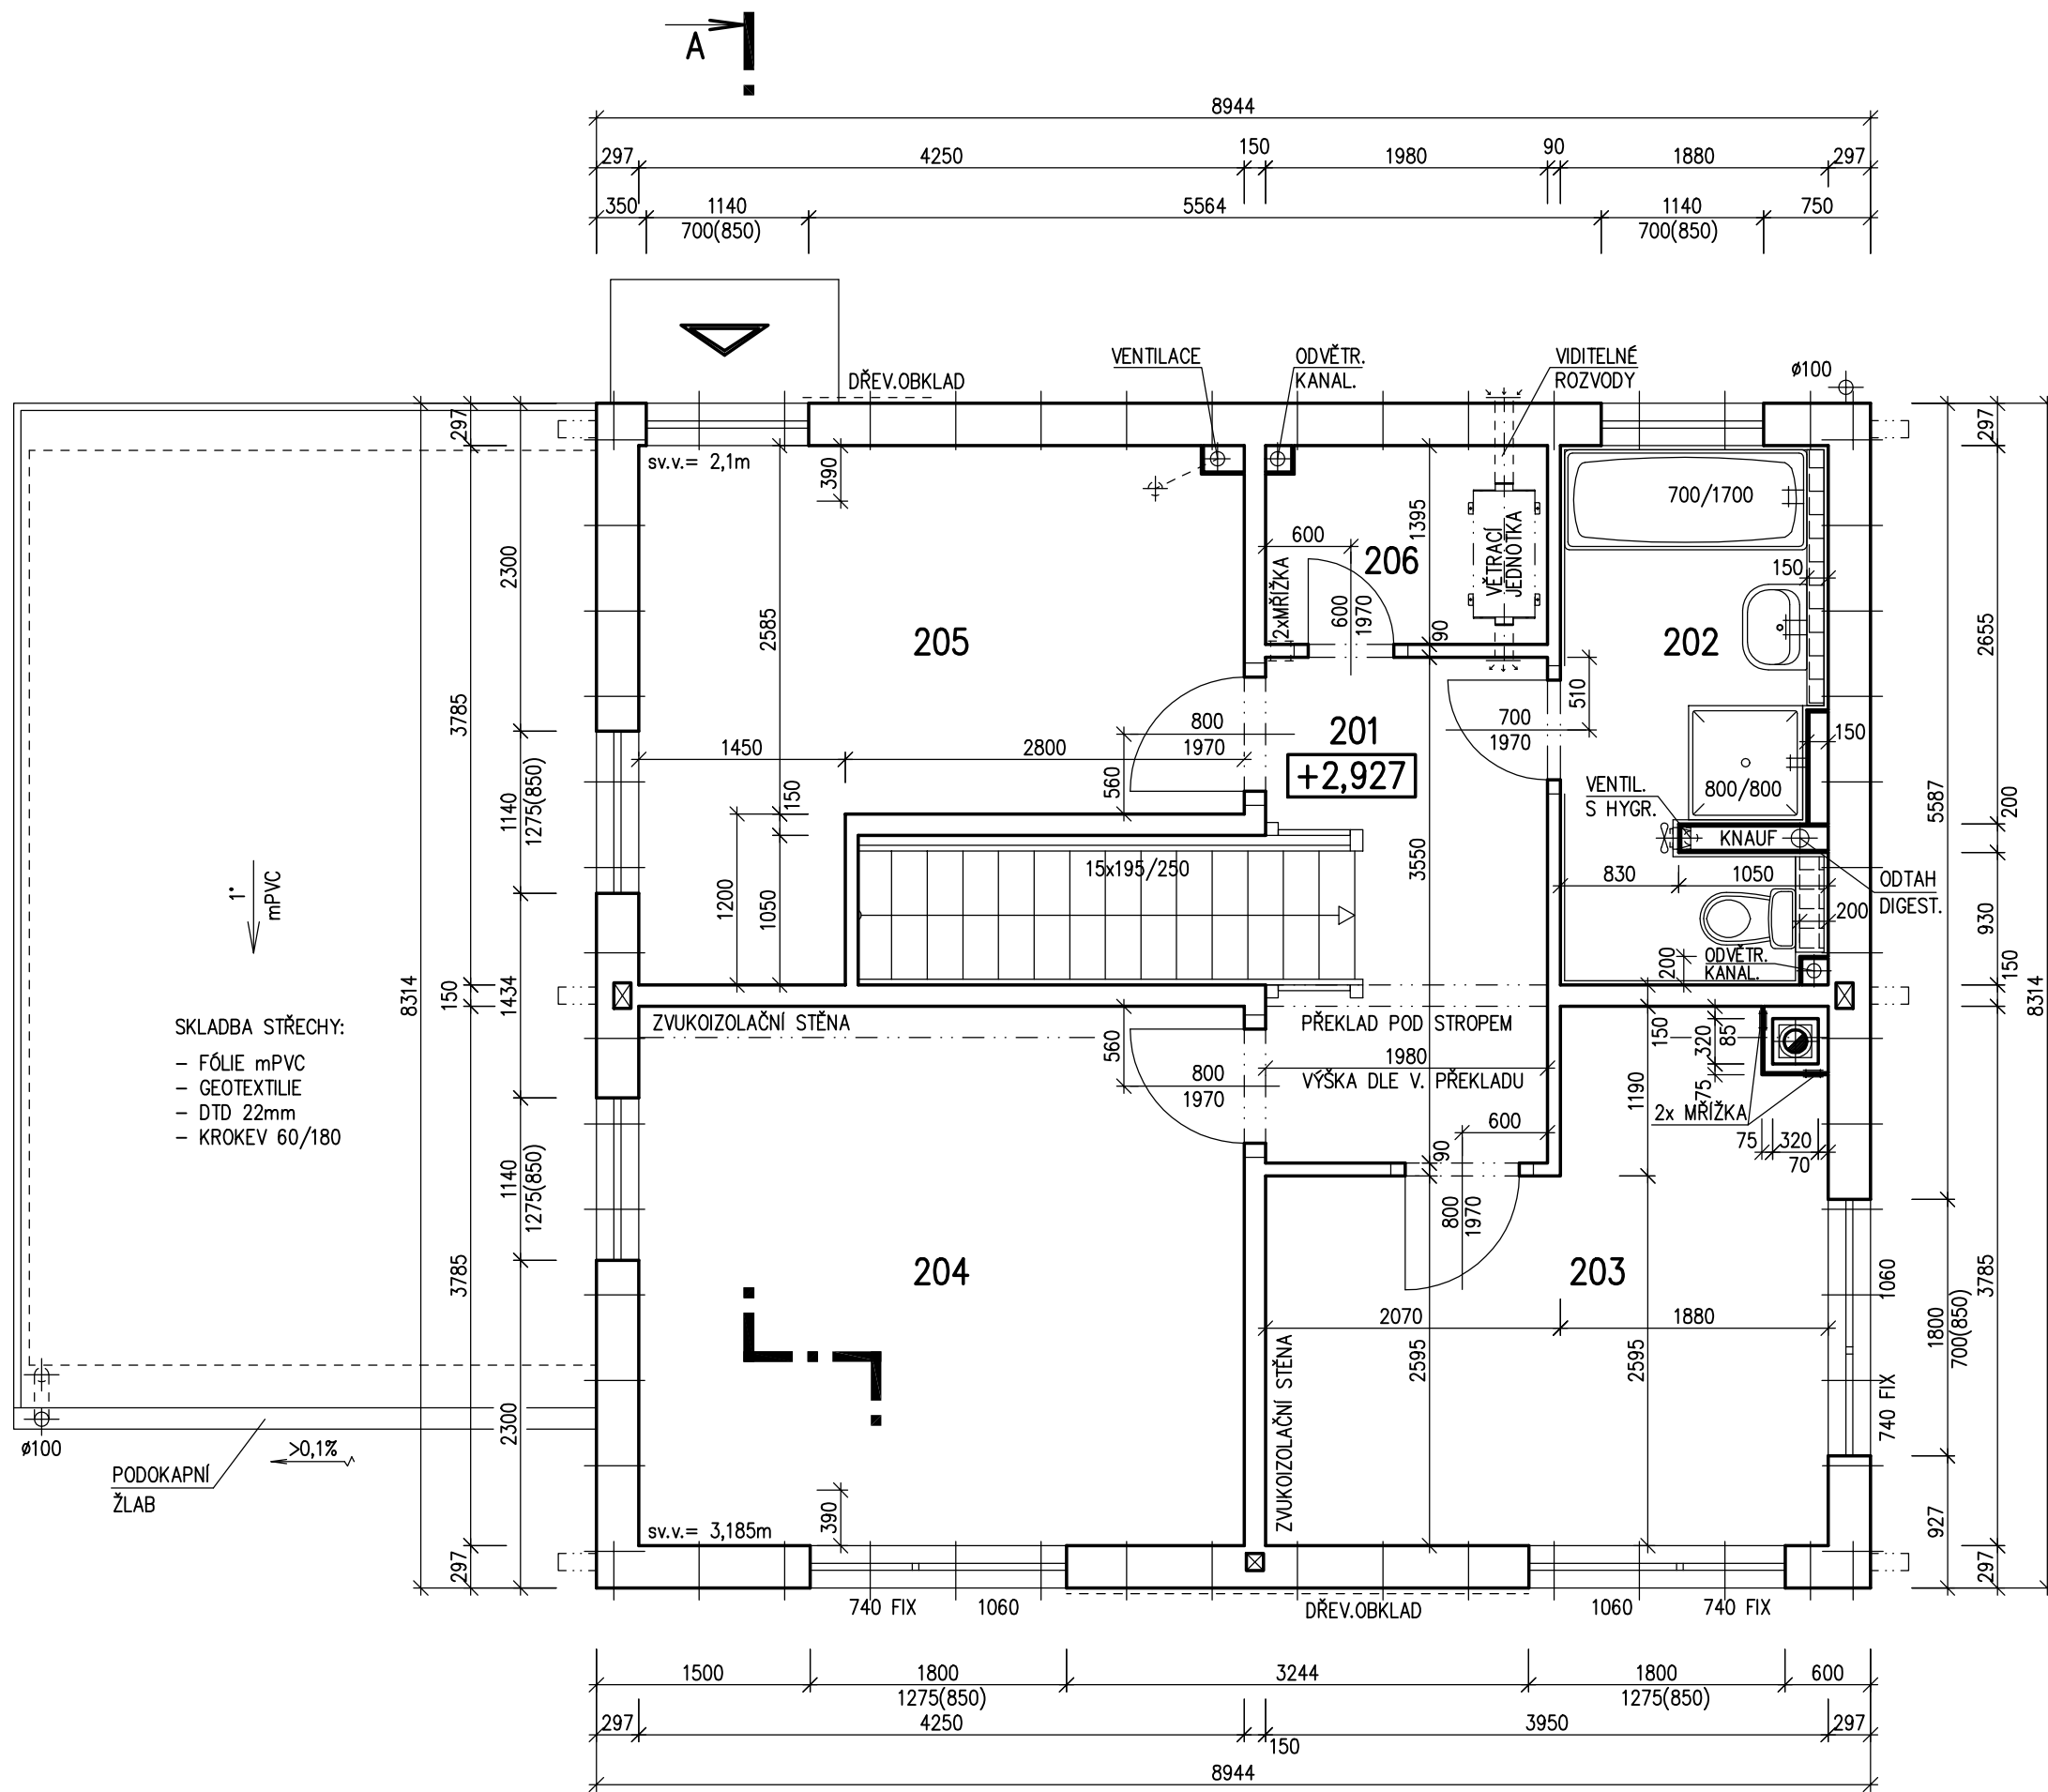 A
8944
297 4250 150 1980 90 1880 297
350 1140 5564 1140 750
700(850) 700(850)
VENTILACE
ODVĚTR.
KANAL.
VIDITELNÉ
ROZVODY
ø100
DŘEV.OBKLAD
sv.v.= 2,1m
297
390
297
700/1700
2300
1395
600
206
VĚTRACÍ
JEDNOTKA
2xMŘÍŽKA
600
1970
90
150
2585
205
202
2655
3785
510
800
1970
201
+2,927
700
1970
150
1450
2800
560
150
800/800
VENTIL.
S HYGR.
KNAUF
5587
200
1140
1275(850)
15x195/250
3550
1200
1050
830
1050
ODTAH
DIGEST.
200
930
1°
mPVC
ODVĚTR.
KANAL.
200
150
8314
150
1434
8314
SKLADBA STŘECHY:
– FÓLIE mPVC
– GEOTEXTILIE
– DTD 22mm
– KROKEV 60/180
ZVUKOIZOLAČNÍ STĚNA
PŘEKLAD POD STROPEM
560
1980
VÝŠKA DLE V. PŘEKLADU
800
1970
150
320
85
75
1190
2x MŘÍŽKA
600
90
75 320
70
1140
1275(850)
800
1970
204
203
3785
3785
1060
1800
700(850)
2070
1880
2595
2595
ZVUKOIZOLAČNÍ STĚNA
740 FIX
2300
ø100
>0,1%
PODOKAPNÍ
ŽLAB
390
927
sv.v.= 3,185m
297
297
740 FIX 1060
DŘEV.OBKLAD
1060 740 FIX
1500 1800 3244 1800 600
1275(850) 1275(850)
297 4250 150 3950 297
8944